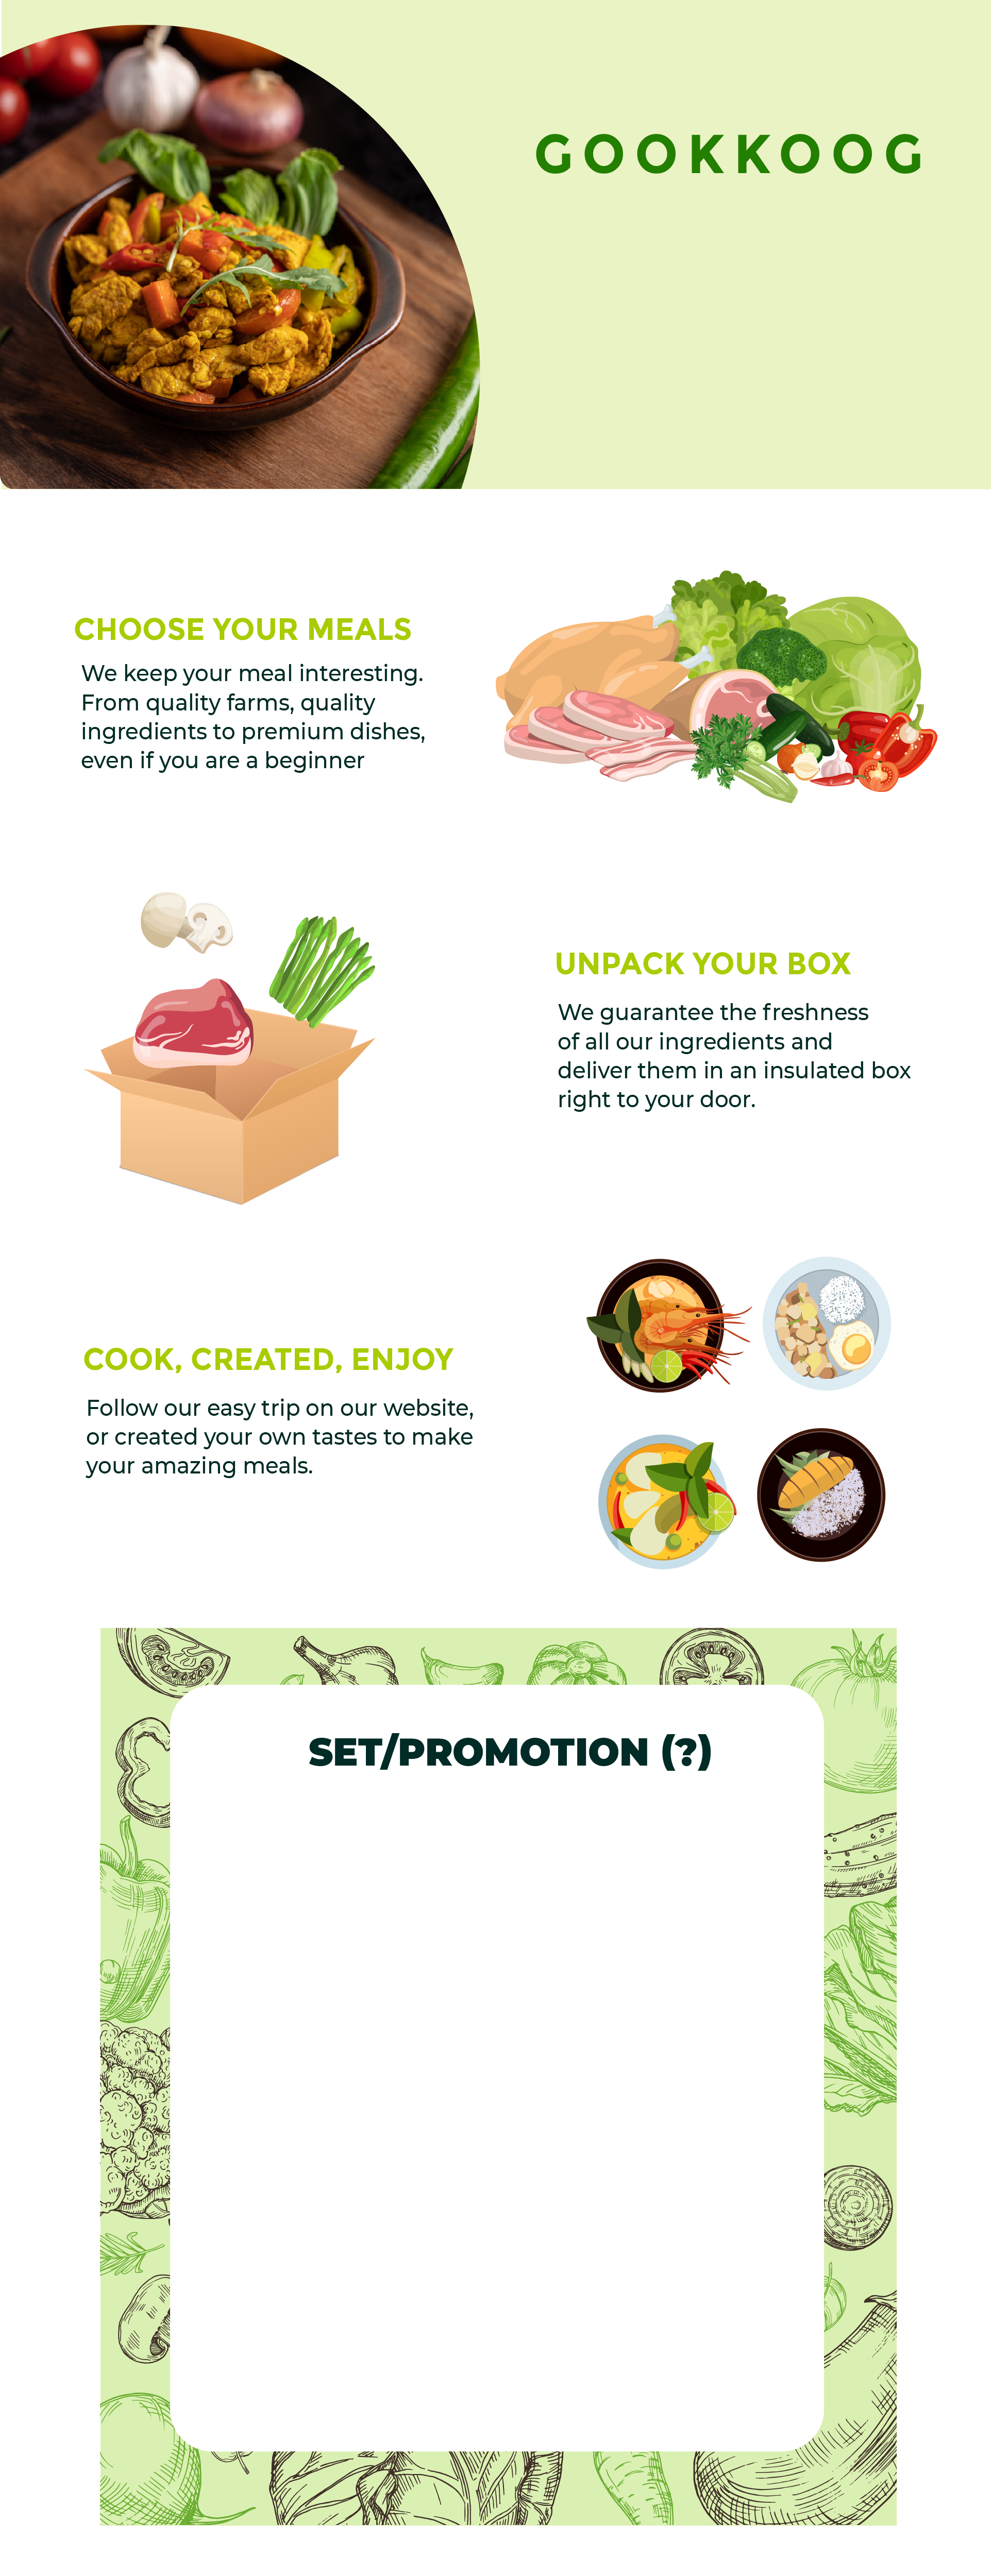 GOOKKOOG
CHOOSE YOUR MEALS
We keep your meal interesting.
From quality farms, quality
ingredients to premium dishes,
even if you are a beginner
UNPACK YOUR BOX
We guarantee the freshness
of all our ingredients and
deliver them in an insulated box
right to your door.
COOK, CREATED, ENJOY
Follow our easy trip on our website,
or created your own tastes to make
your amazing meals.
SET/PROMOTION (?)